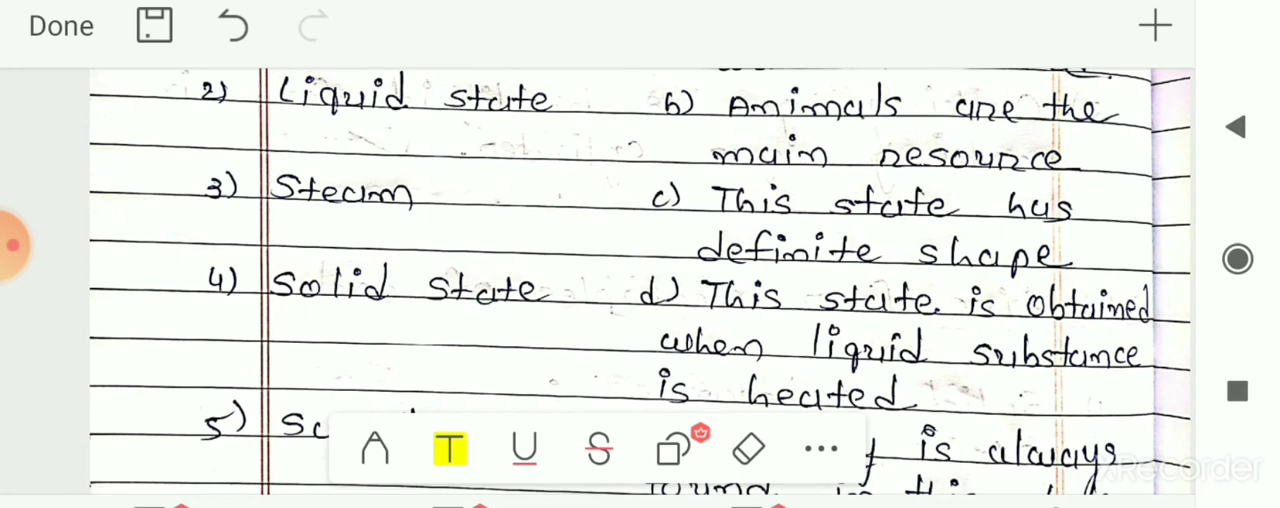 Done
2) Liquid state b) Animals are the
main resource
3) Steam c) This state has
definite shape
4) Solid state d) This state is obtained
when liquid substance
is heated
5) is always
XRecorder